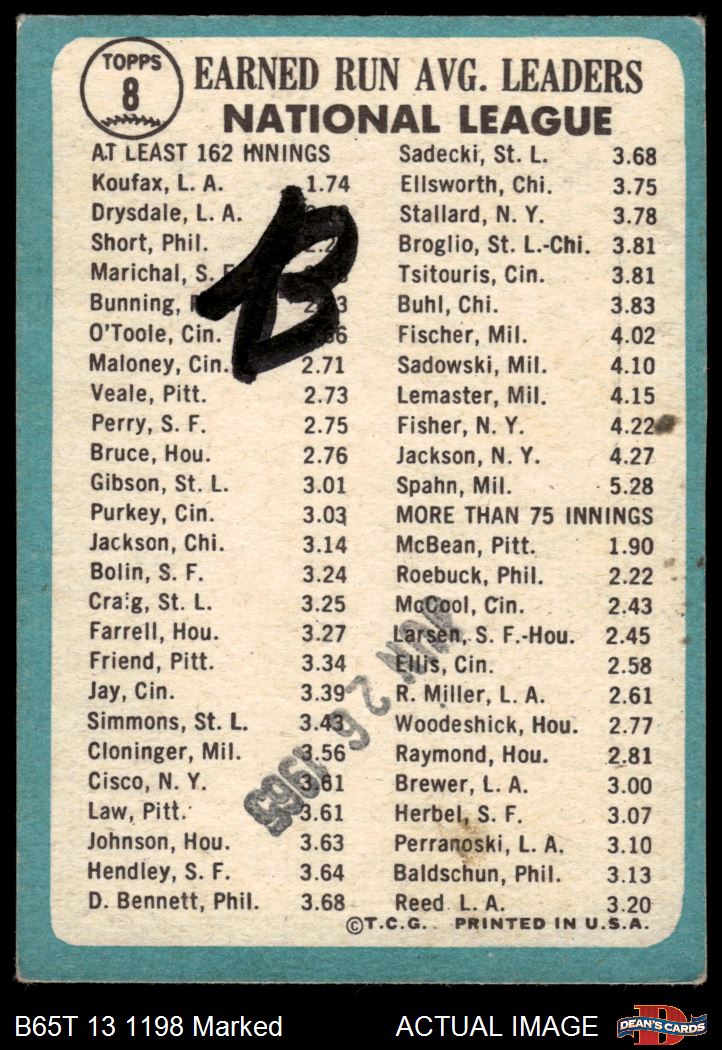 TOPPS
8
EARNED RUN AVG. LEADERS
NATIONAL LEAGUE
AT LEAST 162 INNINGS
Koufax, L. A. 1.74
Drysdale, L. A.
Short, Phil.
Marichal, S. F
Bunning,
O'Toole, Cin.
Maloney, Cin. 2.71
Veale, Pitt. 2.73
Perry, S. F. 2.75
Bruce, Hou. 2.76
Gibson, St. L. 3.01
Purkey, Cin. 3.03
Jackson, Chi. 3.14
Bolin, S. F. 3.24
Craig, St. L. 3.25
Farrell, Hou. 3.27
Friend, Pitt. 3.34
Jay, Cin. 3.39
Simmons, St. L. 3.43
Cloninger, Mil. 3.56
Cisco, N. Y. 3.61
Law, Pitt. 3.61
Johnson, Hou. 3.63
Hendley, S. F. 3.64
D. Bennett, Phil. 3.68
Sadecki, St. L. 3.68
Ellsworth, Chi. 3.75
Stallard, N. Y. 3.78
Broglio, St. L.-Chi. 3.81
Tsitouris, Cin. 3.81
Buhl, Chi. 3.83
Fischer, Mil. 4.02
Sadowski, Mil. 4.10
Lemaster, Mil. 4.15
Fisher, N. Y. 4.22
Jackson, N. Y. 4.27
Spahn, Mil. 5.28
MORE THAN 75 INNINGS
McBean, Pitt. 1.90
Roebuck, Phil. 2.22
McCool, Cin. 2.43
Larsen, S. F.-Hou. 2.45
Ellis, Cin. 2.58
R. Miller, L. A. 2.61
Woodeshick, Hou. 2.77
Raymond, Hou. 2.81
Brewer, L. A. 3.00
Herbel, S. F. 3.07
Perranoski, L. A. 3.10
Baldschun, Phil. 3.13
Reed L. A. 3.20
©T.C.G. PRINTED IN U.S.A.
B
JUN 26 1965
B65T 13 1198 Marked
ACTUAL IMAGE
DEAN'S CARDS